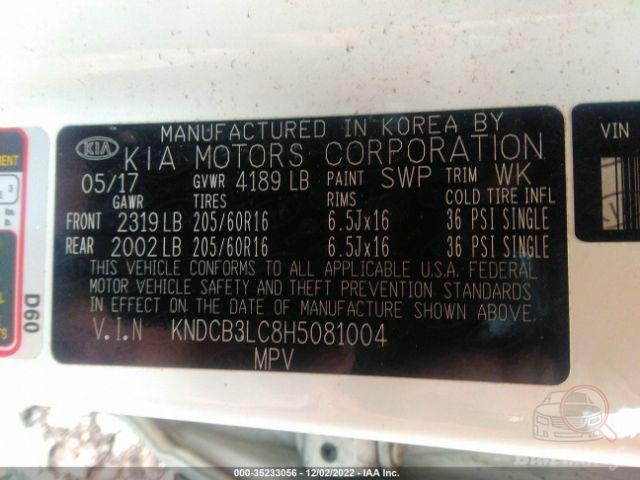 MANUFACTURED IN KOREA BY
KIA KIA MOTORS CORPORATION
05/17 GVWR 4189 LB PAINT SWP TRIM WK
GAWR TIRES RIMS COLD TIRE INFL
FRONT 2319 LB 205/60R16 6.5Jx16 36 PSI SINGLE
REAR 2002 LB 205/60R16 6.5Jx16 36 PSI SINGLE
THIS VEHICLE CONFORMS TO ALL APPLICABLE U.S.A. FEDERAL
MOTOR VEHICLE SAFETY AND THEFT PREVENTION STANDARDS
IN EFFECT ON THE DATE OF MANUFACTURE SHOWN ABOVE.
V.I.N KNDCB3LC8H5081004
MPV
VIN
3
D60
000-35233056 • 12/02/2022 • IAA Inc.